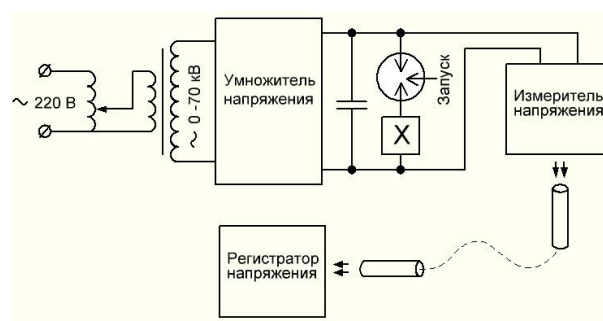 ~ 220 В
~ 0 -70 кВ
Умножитель
напряжения
Запуск
X
Измеритель
напряжения
Регистратор
напряжения